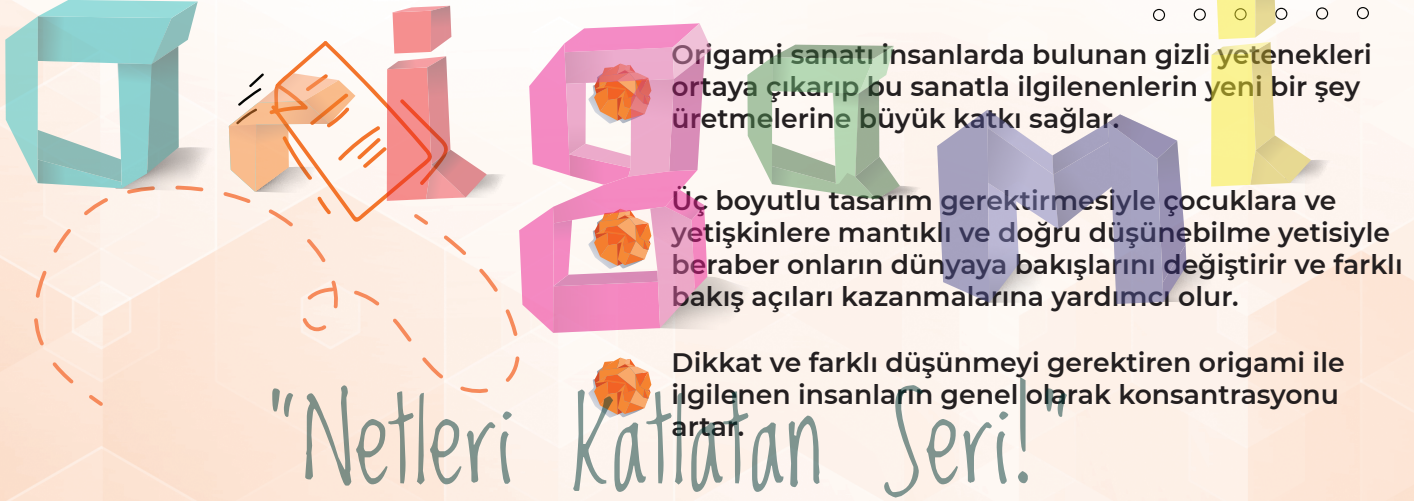 origami
Origami sanatı insanlarda bulunan gizli yetenekleri
ortaya çıkarıp bu sanatla ilgilenenlerin yeni bir şey
üretmelerine büyük katkı sağlar.
Üç boyutlu tasarım gerektirmesiyle çocuklara ve
yetişkinlere mantıklı ve doğru düşünebilme yetisiyle
beraber onların dünyaya bakışlarını değiştirir ve farklı
bakış açıları kazanmalarına yardımcı olur.
Dikkat ve farklı düşünmeyi gerektiren origami ile
ilgilenen insanların genel olarak konsantrasyonu
artar.
"Netleri Katlatan Seri!"